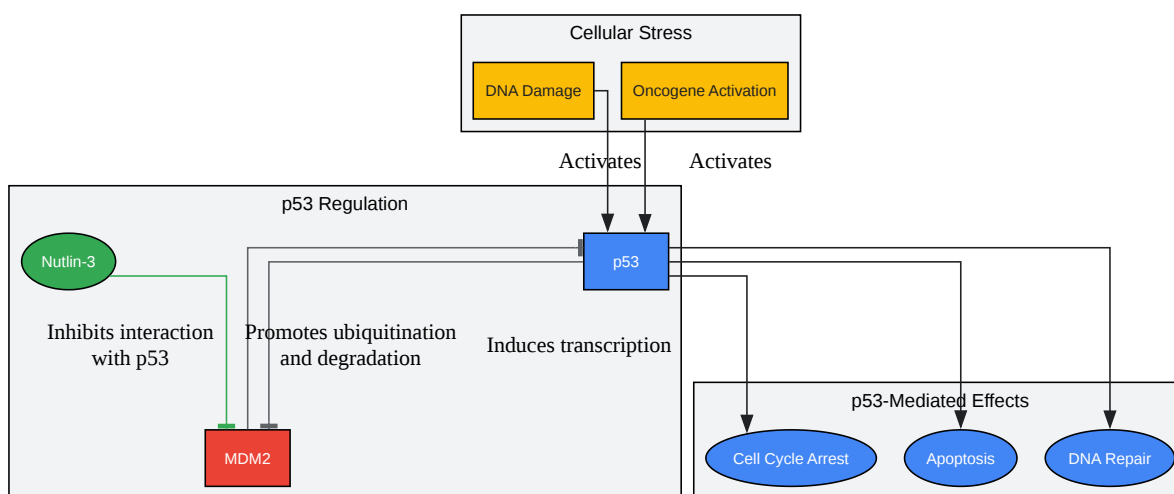 Cellular Stress
DNA Damage
Oncogene Activation
Activates
Activates
p53 Regulation
Nutlin-3
p53
Inhibits interaction
with p53
Promotes ubiquitination
and degradation
Induces transcription
MDM2
p53-Mediated Effects
Cell Cycle Arrest
Apoptosis
DNA Repair